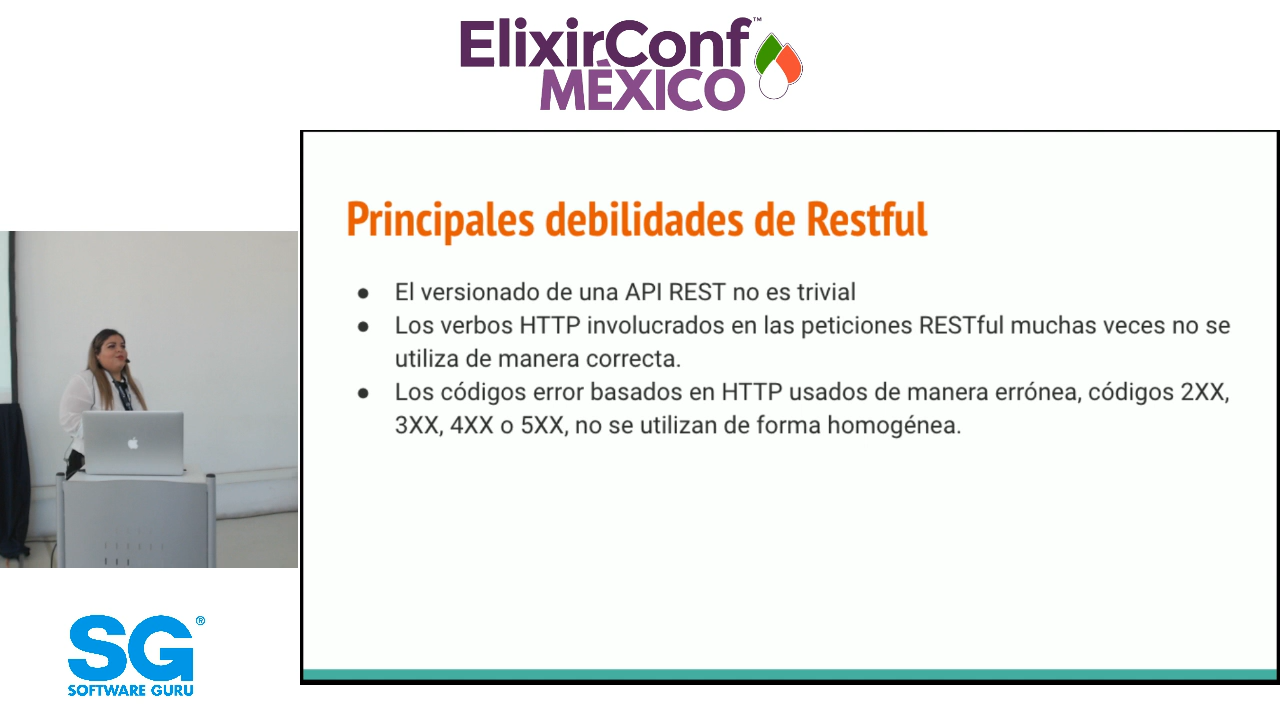 ElixirConf™
MÉXICO
Principales debilidades de Restful
● El versionado de una API REST no es trivial
● Los verbos HTTP involucrados en las peticiones RESTful muchas veces no se
utiliza de manera correcta.
● Los códigos error basados en HTTP usados de manera errónea, códigos 2XX,
3XX, 4XX o 5XX, no se utilizan de forma homogénea.
SG®
SOFTWARE GURU